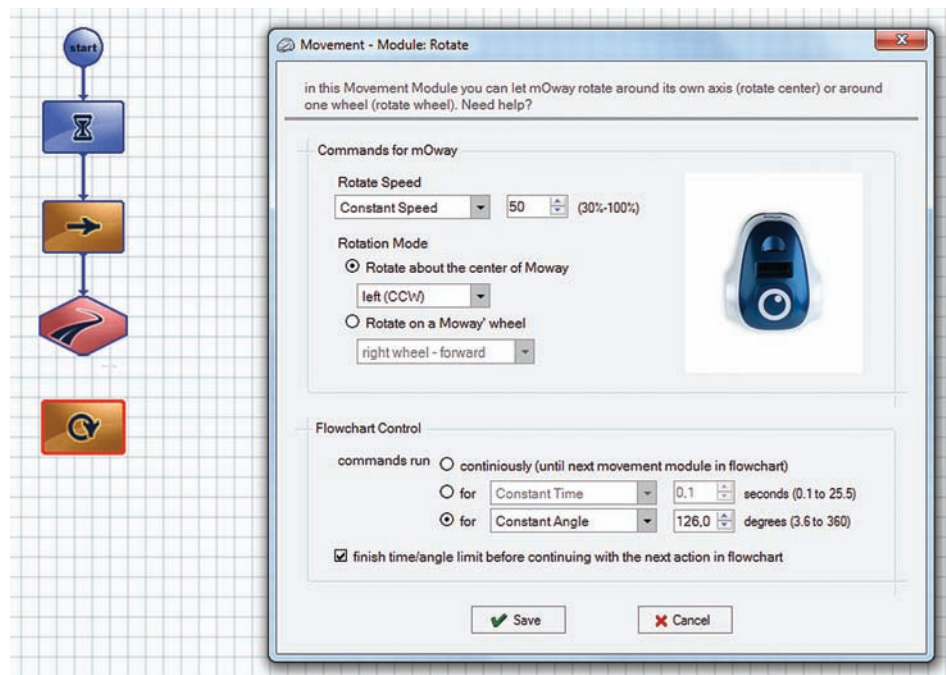 start
Movement - Module: Rotate
in this Movement Module you can let mOway rotate around its own axis (rotate center) or around
one wheel (rotate wheel). Need help?
Commands for mOway
Rotate Speed
Constant Speed 50 (30%-100%)
Rotation Mode
Rotate about the center of Moway
left (CCW)
Rotate on a Moway' wheel
right wheel - forward
Flowchart Control
commands run continiously (until next movement module in flowchart)
for Constant Time 0,1 seconds (0.1 to 25.5)
for Constant Angle 126,0 degrees (3.6 to 360)
finish time/angle limit before continuing with the next action in flowchart
Save Cancel